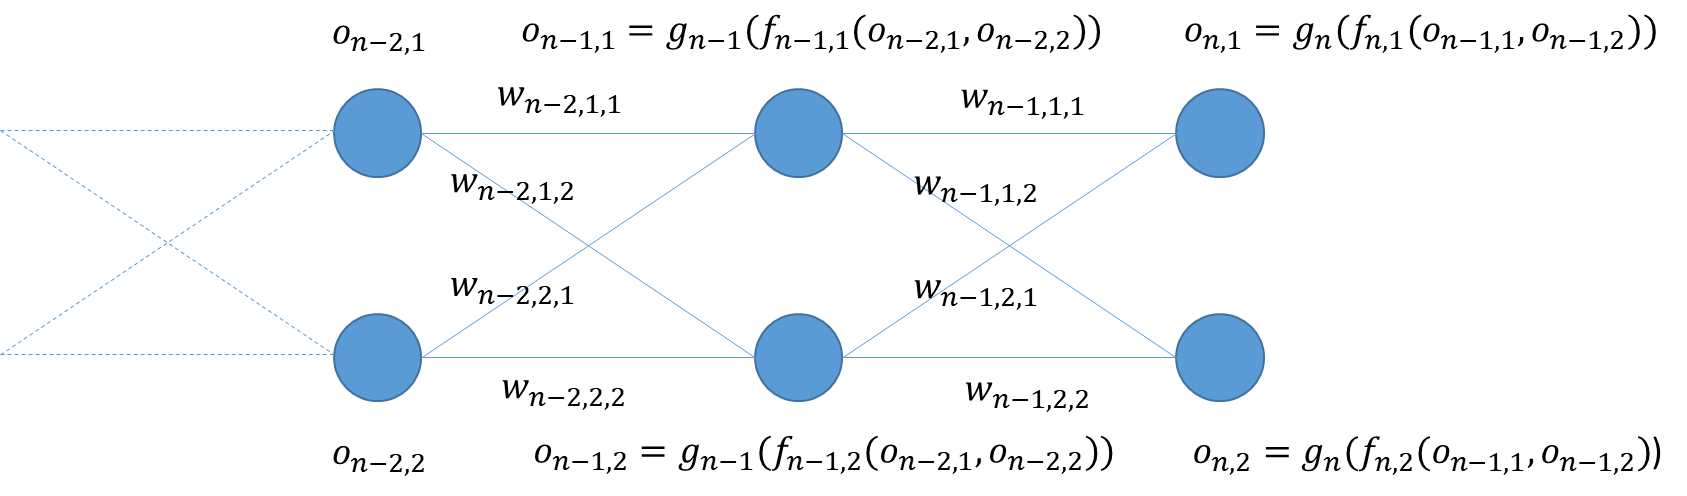 o_{n−2,1} o_{n−1,1} = g_{n−1}(f_{n−1,1}(o_{n−2,1}, o_{n−2,2})) o_{n,1} = g_n(f_{n,1}(o_{n−1,1}, o_{n−1,2}))
w_{n−2,1,1} w_{n−1,1,1}
w_{n−2,1,2} w_{n−1,1,2}
w_{n−2,2,1} w_{n−1,2,1}
w_{n−2,2,2} w_{n−1,2,2}
o_{n−2,2} o_{n−1,2} = g_{n−1}(f_{n−1,2}(o_{n−2,1}, o_{n−2,2})) o_{n,2} = g_n(f_{n,2}(o_{n−1,1}, o_{n−1,2}))